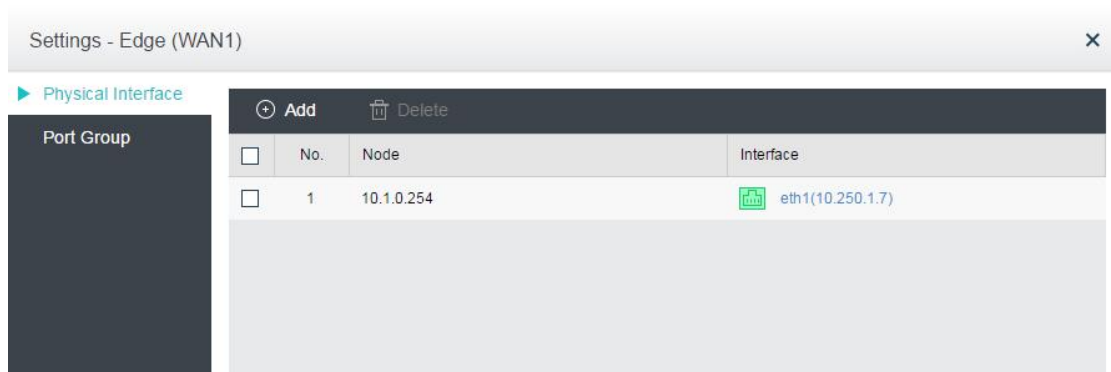 Settings - Edge (WAN1)
Physical Interface
Port Group
Add Delete
No. Node Interface
1 10.1.0.254 eth1(10.250.1.7)